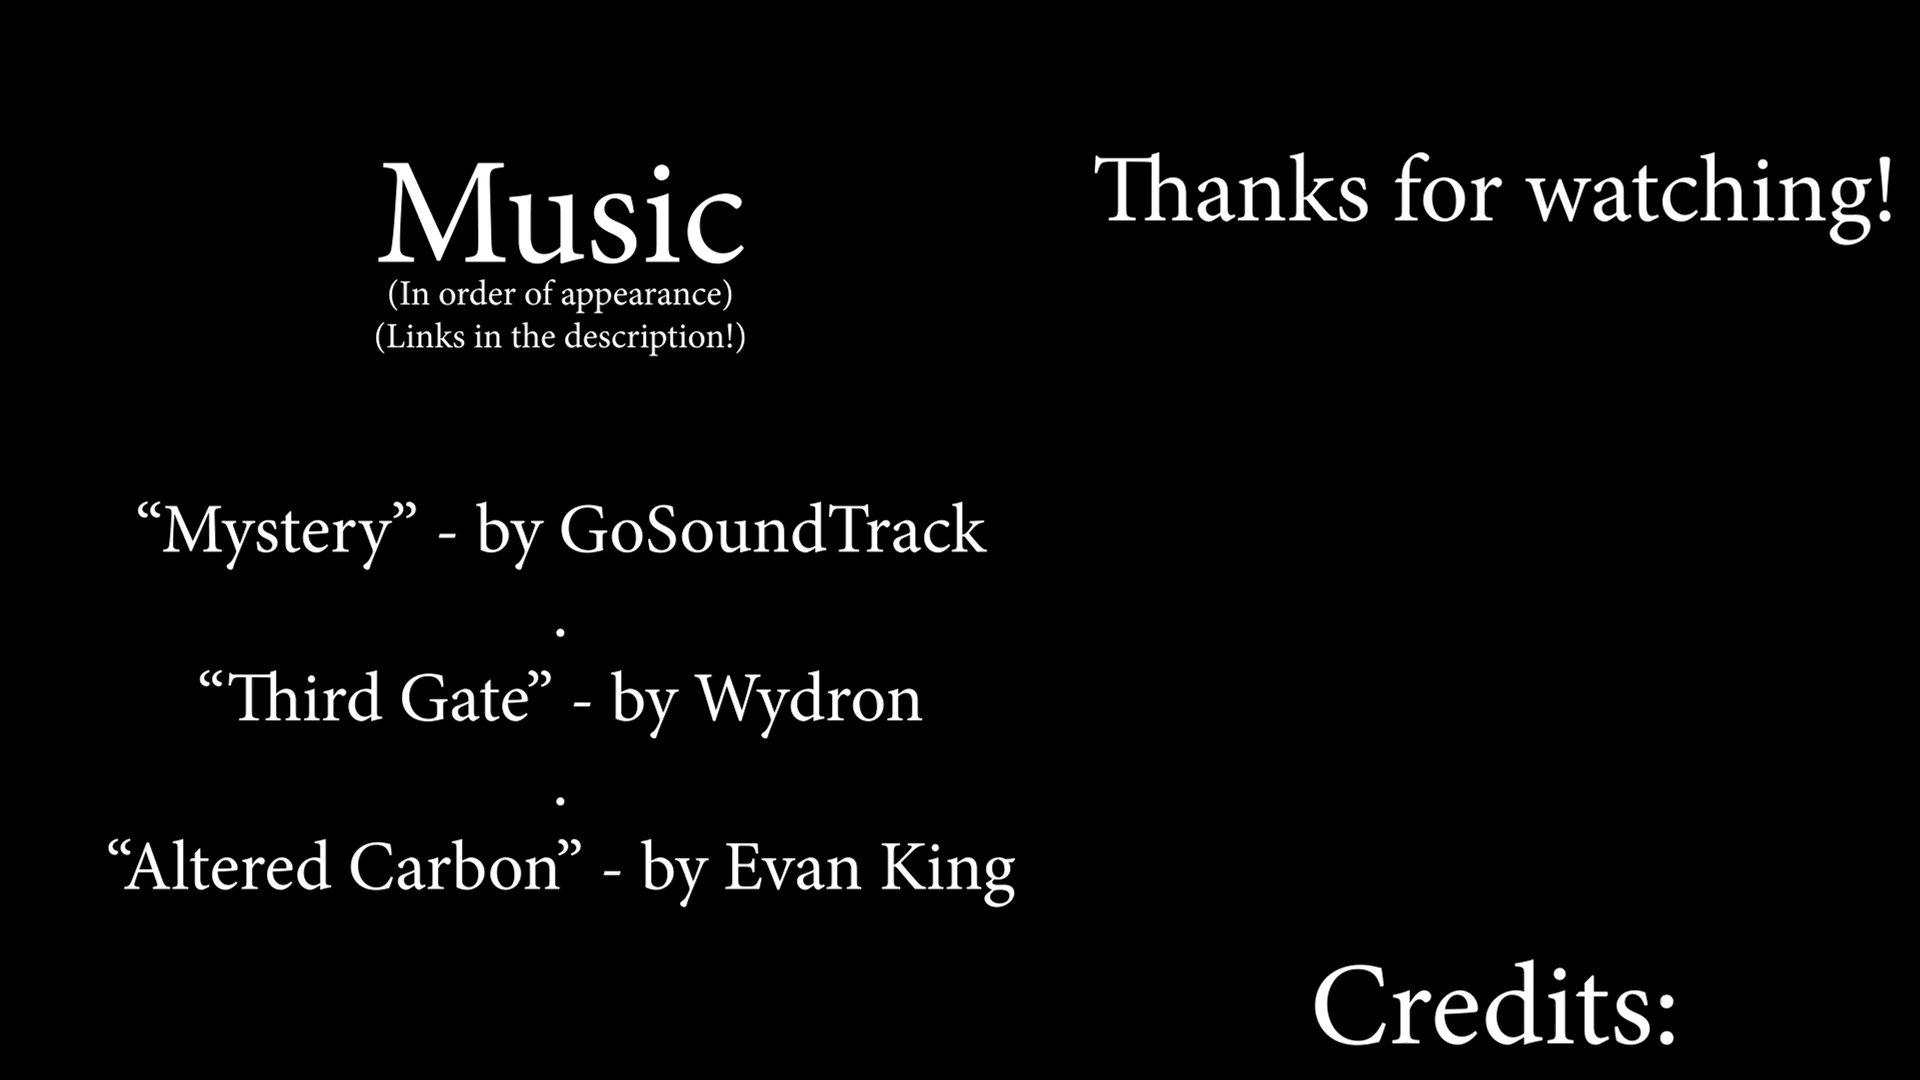 Music
(In order of appearance)
(Links in the description!)
“Mystery” - by GoSoundTrack
.
“Third Gate” - by Wydron
.
“Altered Carbon” - by Evan King
Thanks for watching!
Credits: